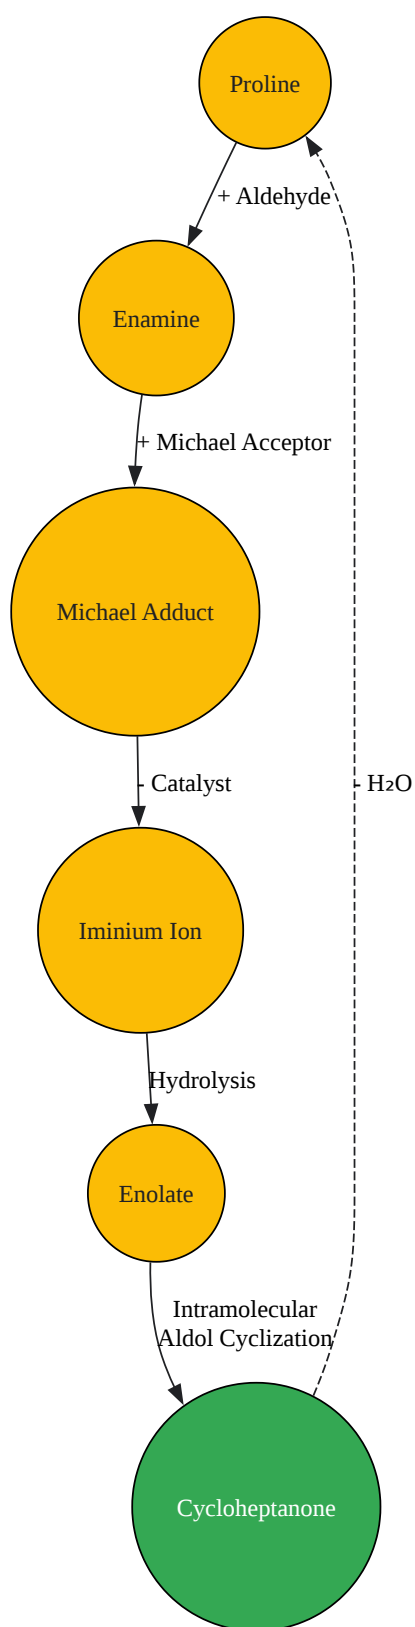 Proline
+ Aldehyde
Enamine
+ Michael Acceptor
Michael Adduct
- Catalyst
- H₂O
Iminium Ion
Hydrolysis
Enolate
Intramolecular
Aldol Cyclization
Cycloheptanone